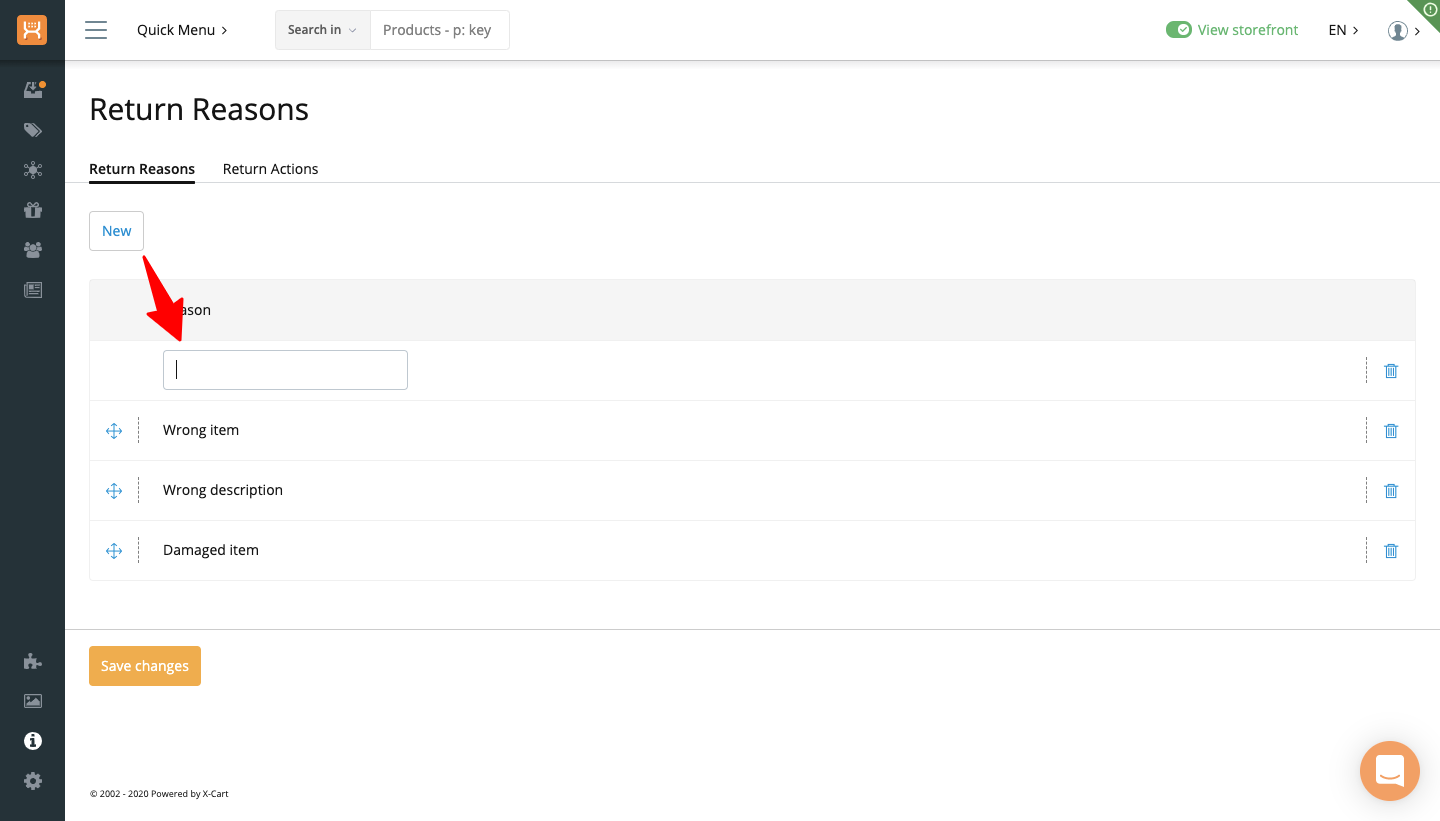 Quick Menu
Search in
Products - p: key
View storefront
EN
Return Reasons
Return Reasons
Return Actions
New
ason
Wrong item
Wrong description
Damaged item
Save changes
© 2002 - 2020 Powered by X-Cart